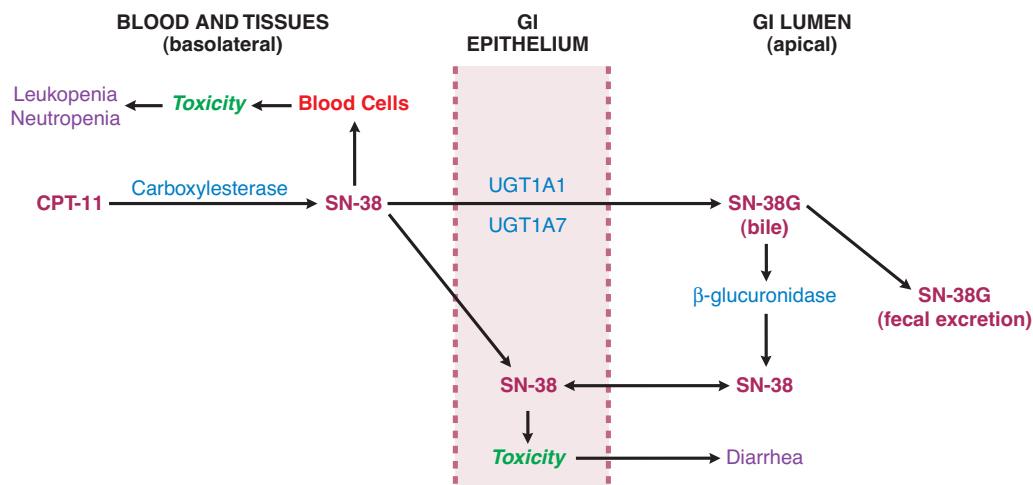 BLOOD AND TISSUES
(basolateral)
GI
EPITHELIUM
GI LUMEN
(apical)
Leukopenia
Neutropenia
Toxicity
Blood Cells
CPT-11
Carboxylesterase
SN-38
UGT1A1
UGT1A7
SN-38G
(bile)
β-glucuronidase
SN-38G
(fecal excretion)
SN-38
SN-38
Toxicity
Diarrhea